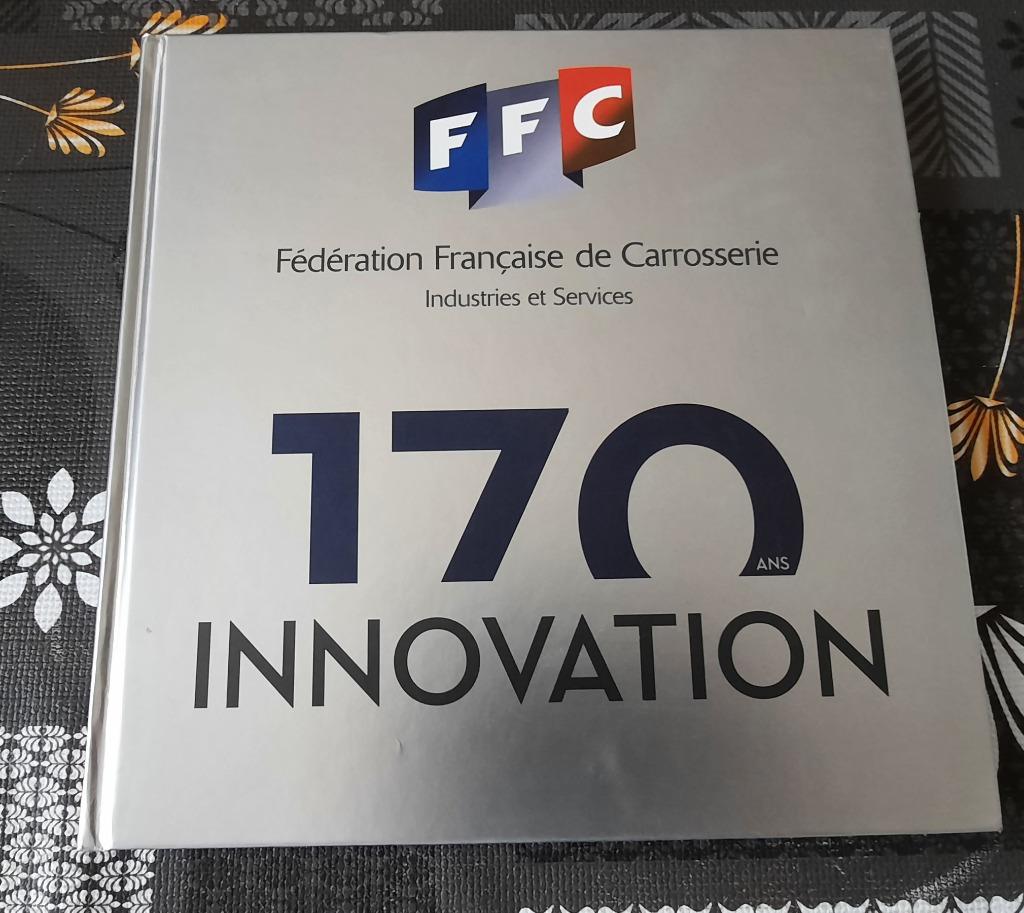 FFC
Fédération Française de Carrosserie
Industries et Services
170
ANS
INNOVATION